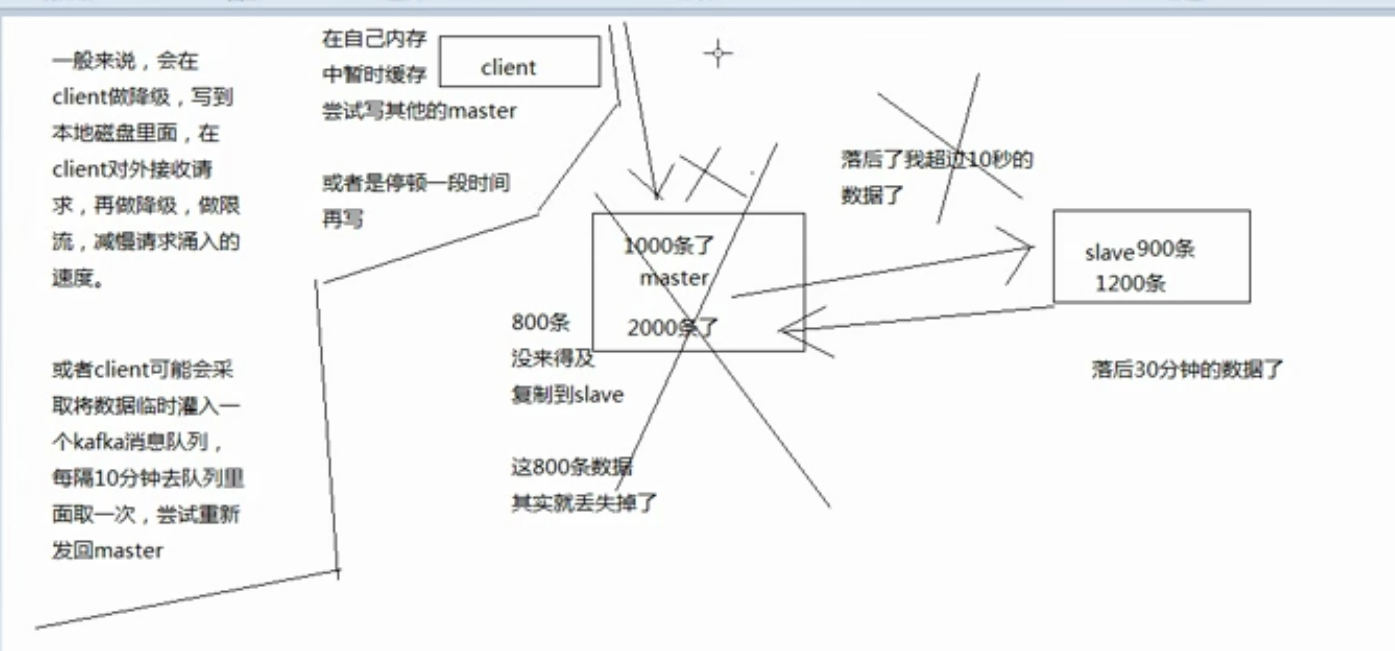 一般来说，会在
client做降级，写到
本地磁盘里面，在
client对外接收请
求，再做降级，做限
流，减慢请求涌入的
速度。
或者client可能会采
取将数据临时灌入一
个kafka消息队列，
每隔10分钟去队列里
面取一次，尝试重新
发回master
在自己内存
中暂时缓存
尝试写其他的master
或者是停顿一段时间
再写
client
1000条了
master
2000条了
800条
没来得及
复制到slave
这800条数据
其实就丢失掉了
落后了我超过10秒的
数据了
slave900条
1200条
落后30分钟的数据了